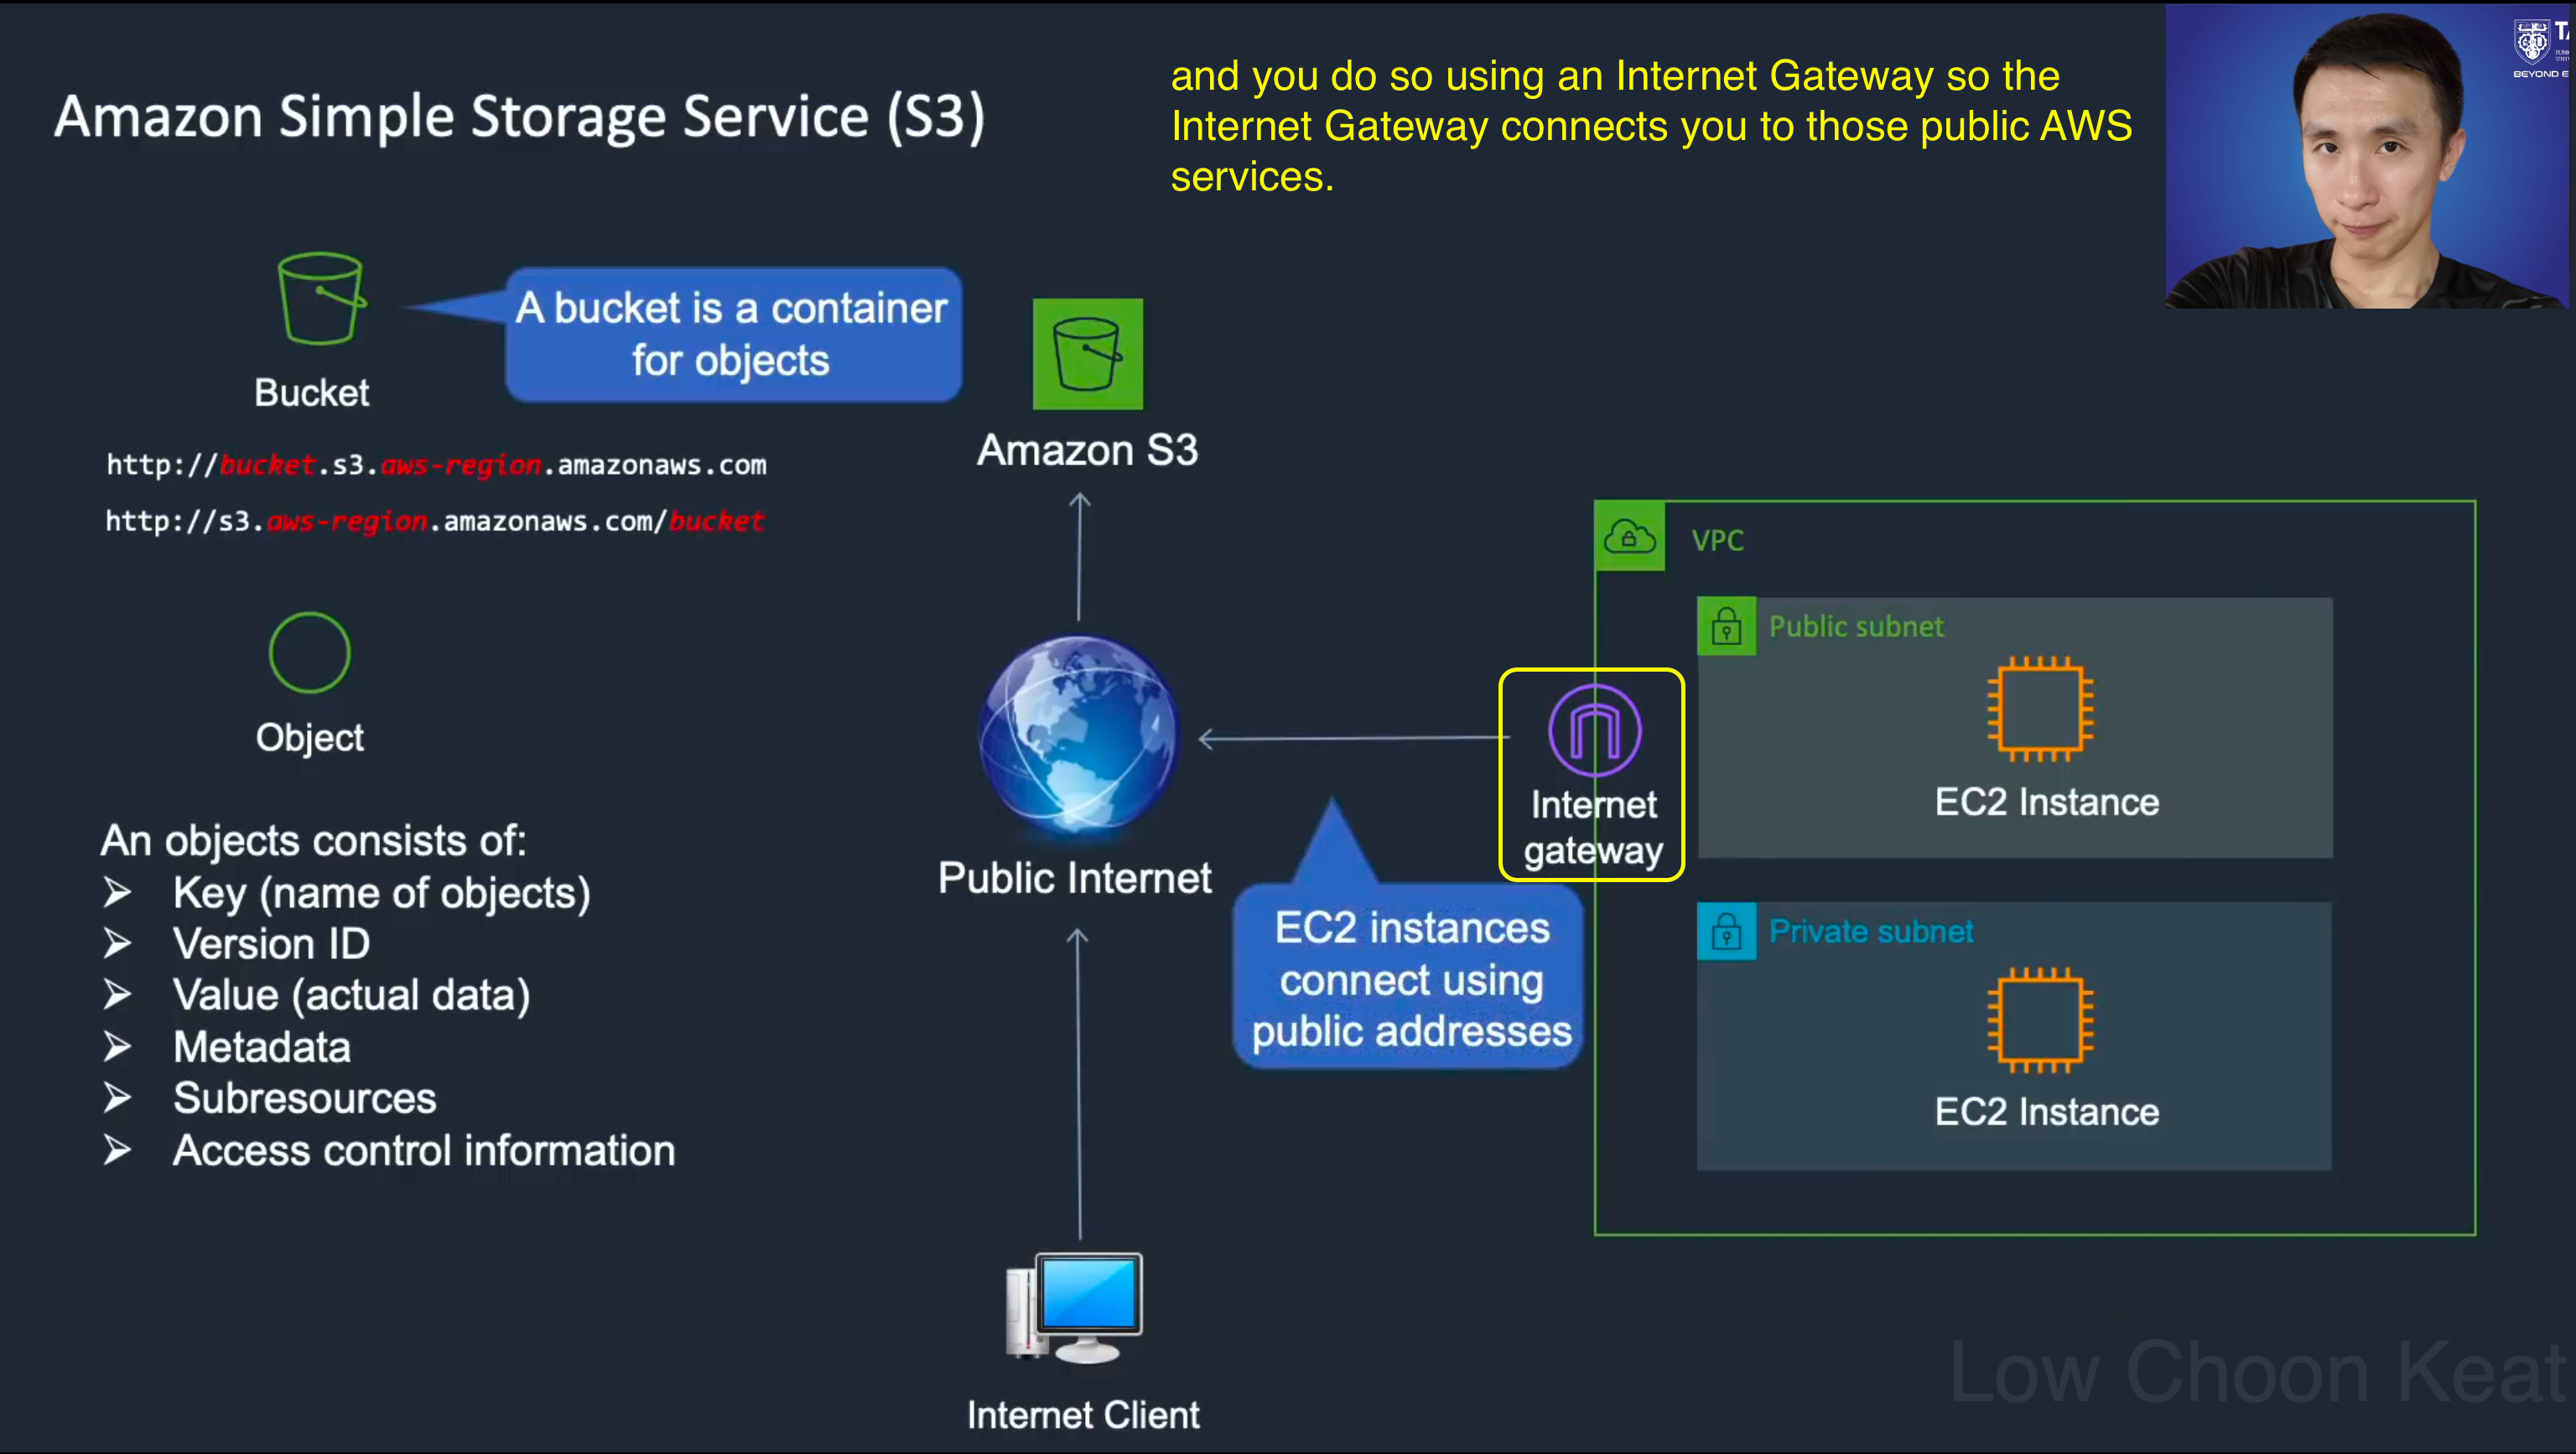 Amazon Simple Storage Service (S3)
and you do so using an Internet Gateway so the
Internet Gateway connects you to those public AWS
services.
BEYOND E
Bucket
A bucket is a container
for objects
http://bucket.s3.aws-region.amazonaws.com
http://s3.aws-region.amazonaws.com/bucket
Object
An objects consists of:
➢ Key (name of objects)
➢ Version ID
➢ Value (actual data)
➢ Metadata
➢ Subresources
➢ Access control information
Amazon S3
Public Internet
Internet Client
EC2 instances
connect using
public addresses
Internet
gateway
VPC
Public subnet
EC2 Instance
Private subnet
EC2 Instance
Low Choon Keat